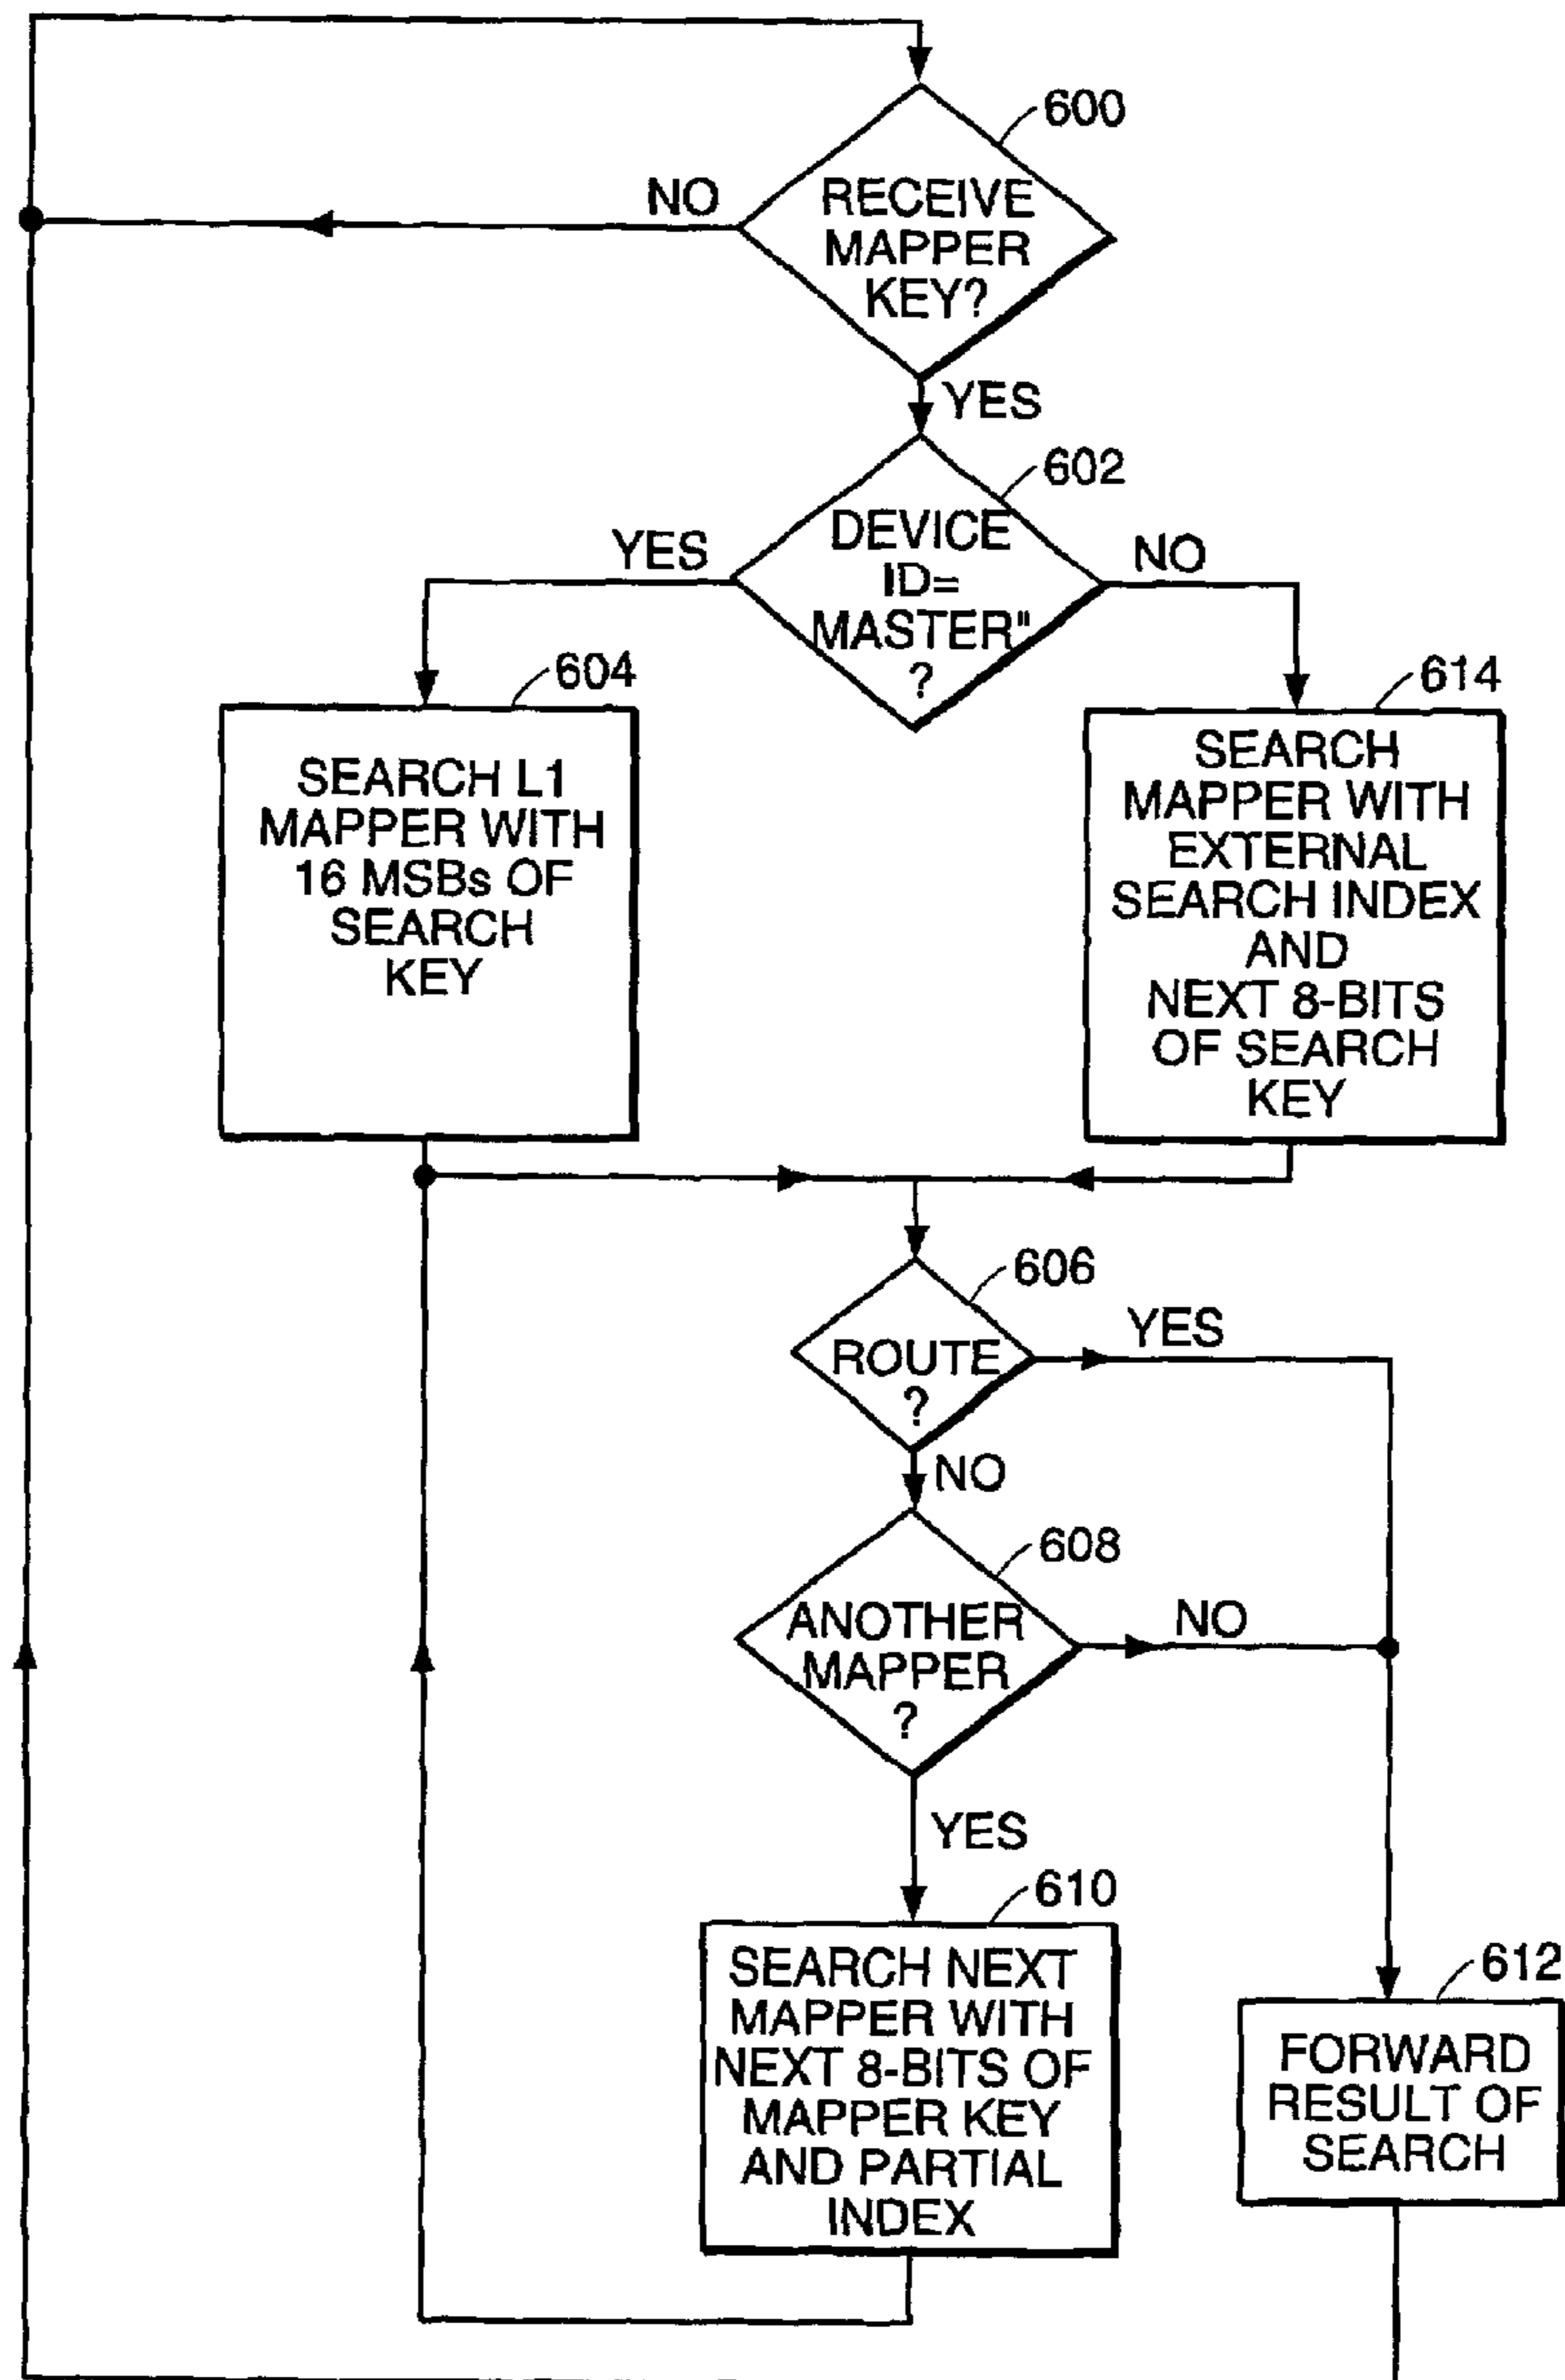 600
RECEIVE
MAPPER
KEY?
NO
YES
602
DEVICE
ID=
MASTER"
?
YES
NO
604
SEARCH L1
MAPPER WITH
16 MSBs OF
SEARCH
KEY
614
SEARCH
MAPPER WITH
EXTERNAL
SEARCH INDEX
AND
NEXT 8-BITS
OF SEARCH
KEY
606
ROUTE
?
YES
NO
608
ANOTHER
MAPPER
?
NO
YES
610
SEARCH NEXT
MAPPER WITH
NEXT 8-BITS OF
MAPPER KEY
AND PARTIAL
INDEX
612
FORWARD
RESULT OF
SEARCH